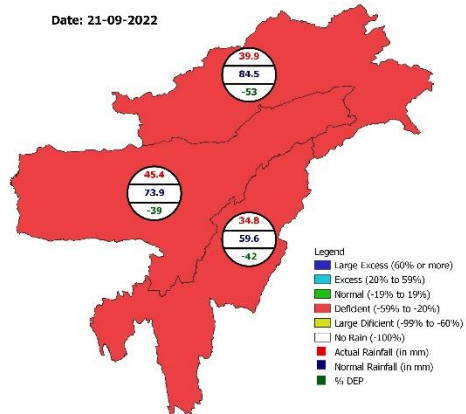 Date: 21-09-2022
39.9
84.5
-53
45.4
73.9
-39
34.8
59.6
-42
Legend
Large Excess (60% or more)
Excess (20% to 59%)
Normal (-19% to 19%)
Deficient (-59% to -20%)
Large Dificient (-99% to -60%)
No Rain (-100%)
Actual Rainfall (in mm)
Normal Rainfall (in mm)
% DEP